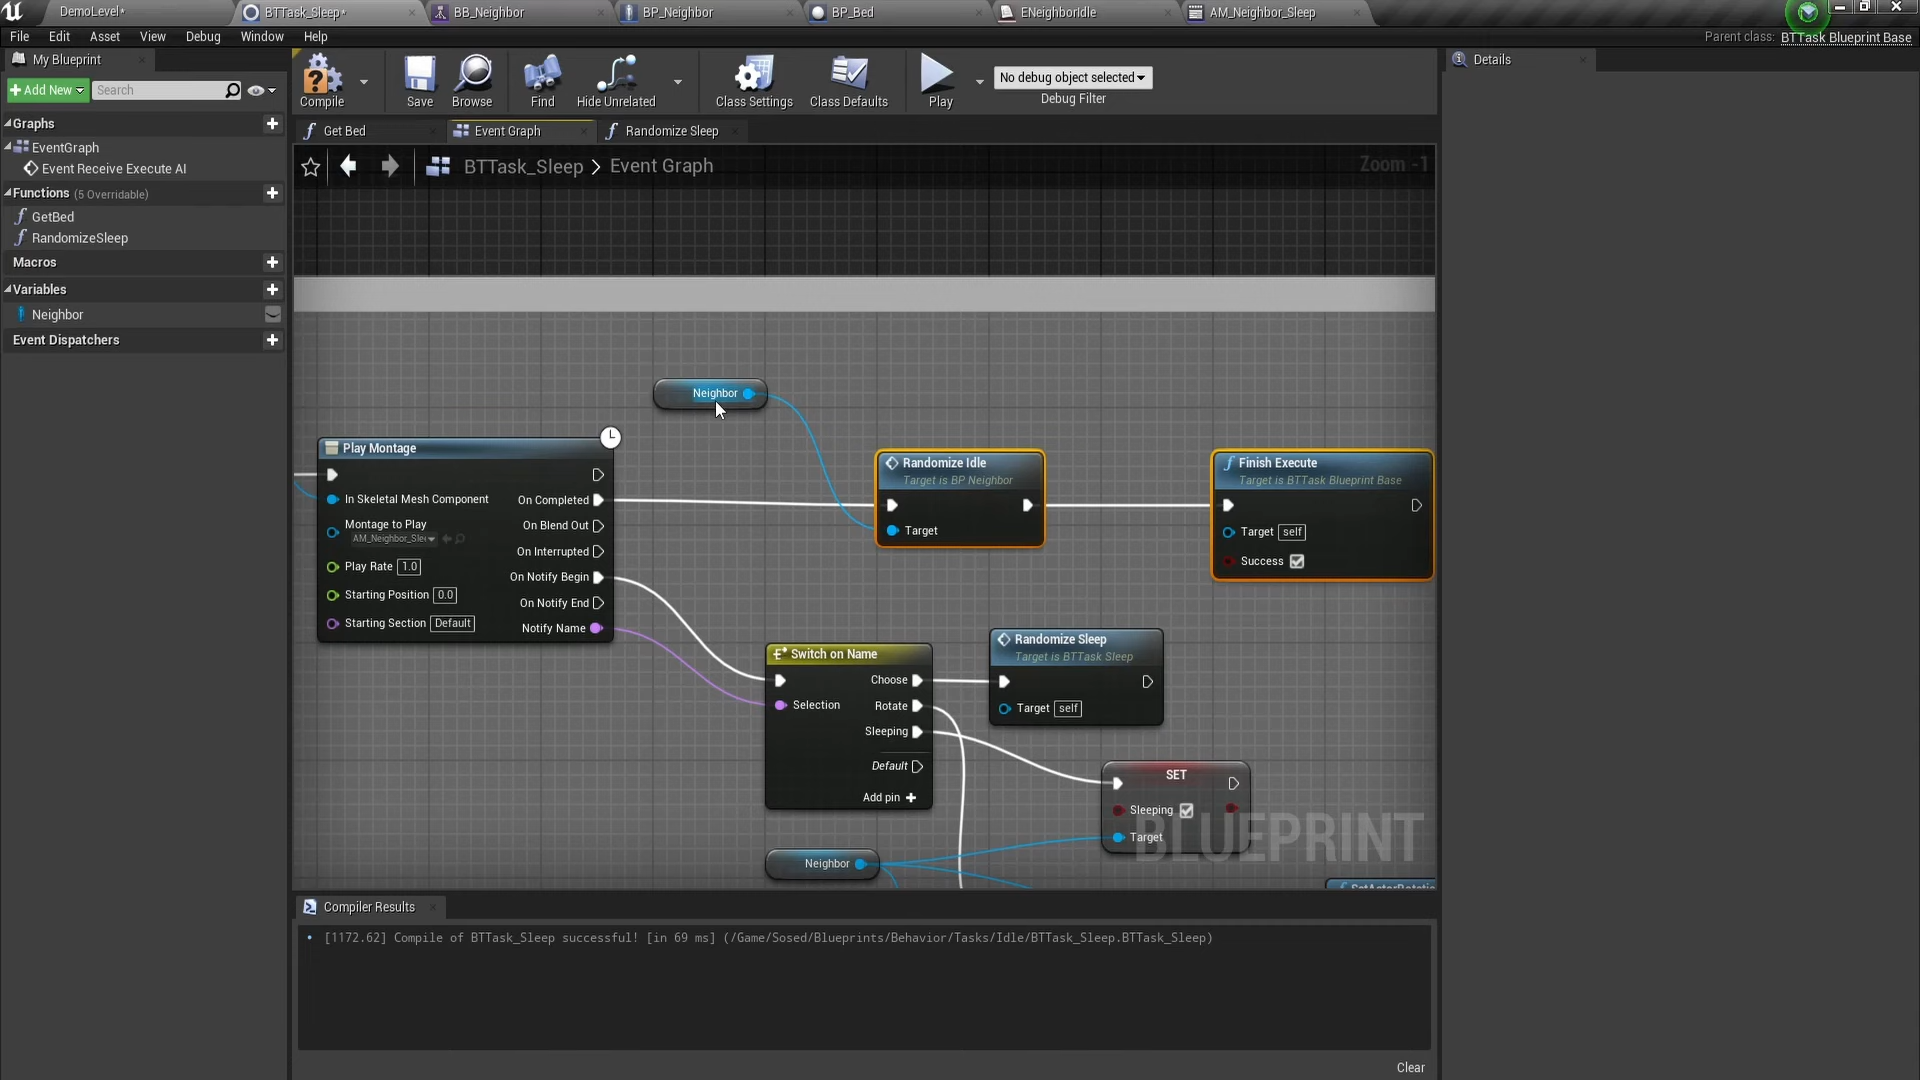 DemoLevel*
BTTask_Sleep*
BB_Neighbor
BP_Neighbor
BP_Bed
ENeighborIdle
AM_Neighbor_Sleep
File
Edit
Asset
View
Debug
Window
Help
Parent class: BTTask Blueprint Base
My Blueprint
Add New
Search
Graphs
EventGraph
Event Receive Execute AI
Functions (5 Overridable)
GetBed
RandomizeSleep
Macros
Variables
Neighbor
Event Dispatchers
Compile
Save
Browse
Find
Hide Unrelated
Class Settings
Class Defaults
Play
No debug object selected
Debug Filter
Details
Get Bed
Event Graph
Randomize Sleep
BTTask_Sleep > Event Graph
Zoom -1
Neighbor
Play Montage
In Skeletal Mesh Component
Montage to Play
Play Rate 1.0
Starting Position 0.0
Starting Section Default
On Completed
On Blend Out
On Interrupted
On Notify Begin
On Notify End
Notify Name
Randomize Idle
Target is BP Neighbor
Target
Finish Execute
Target is BTTask Blueprint Base
Target self
Success
Switch on Name
Selection
Choose
Rotate
Sleeping
Default
Add pin
Randomize Sleep
Target is BTTask Sleep
Target self
SET
Sleeping
Target
BLUEPRINT
Neighbor
Compiler Results
[1172.62] Compile of BTTask_Sleep successful! [in 69 ms] (/Game/Sosed/Blueprints/Behavior/Tasks/Idle/BTTask_Sleep.BTTask_Sleep)
Clear